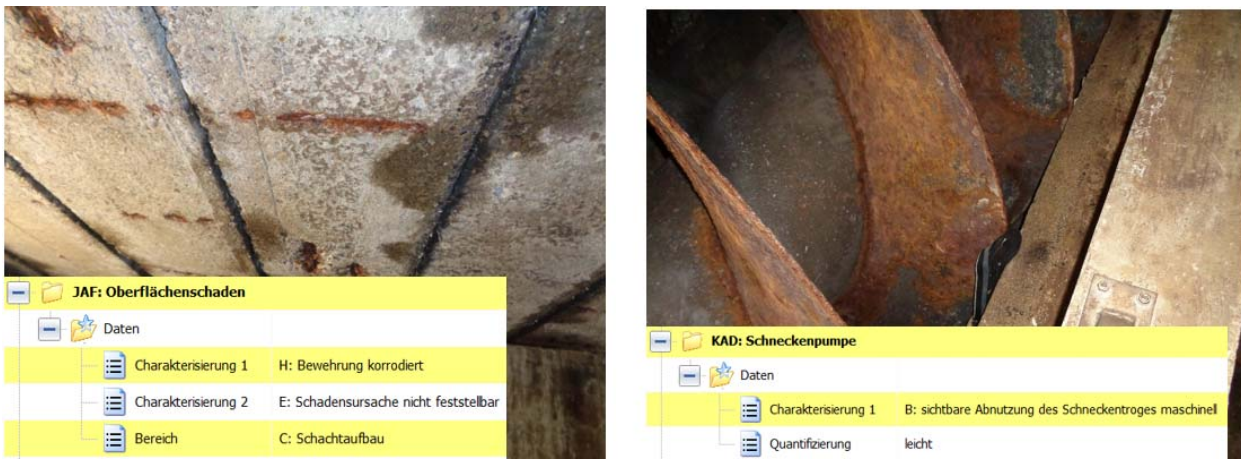 JAF: Oberflächenschaden
Daten
Charakterisierung 1 H: Bewehrung korrodiert
Charakterisierung 2 E: Schadensursache nicht feststellbar
Bereich C: Schachtaufbau
KAD: Schneckenpumpe
Daten
Charakterisierung 1 B: sichtbare Abnutzung des Schneckentroges maschinell
Quantifizierung leicht